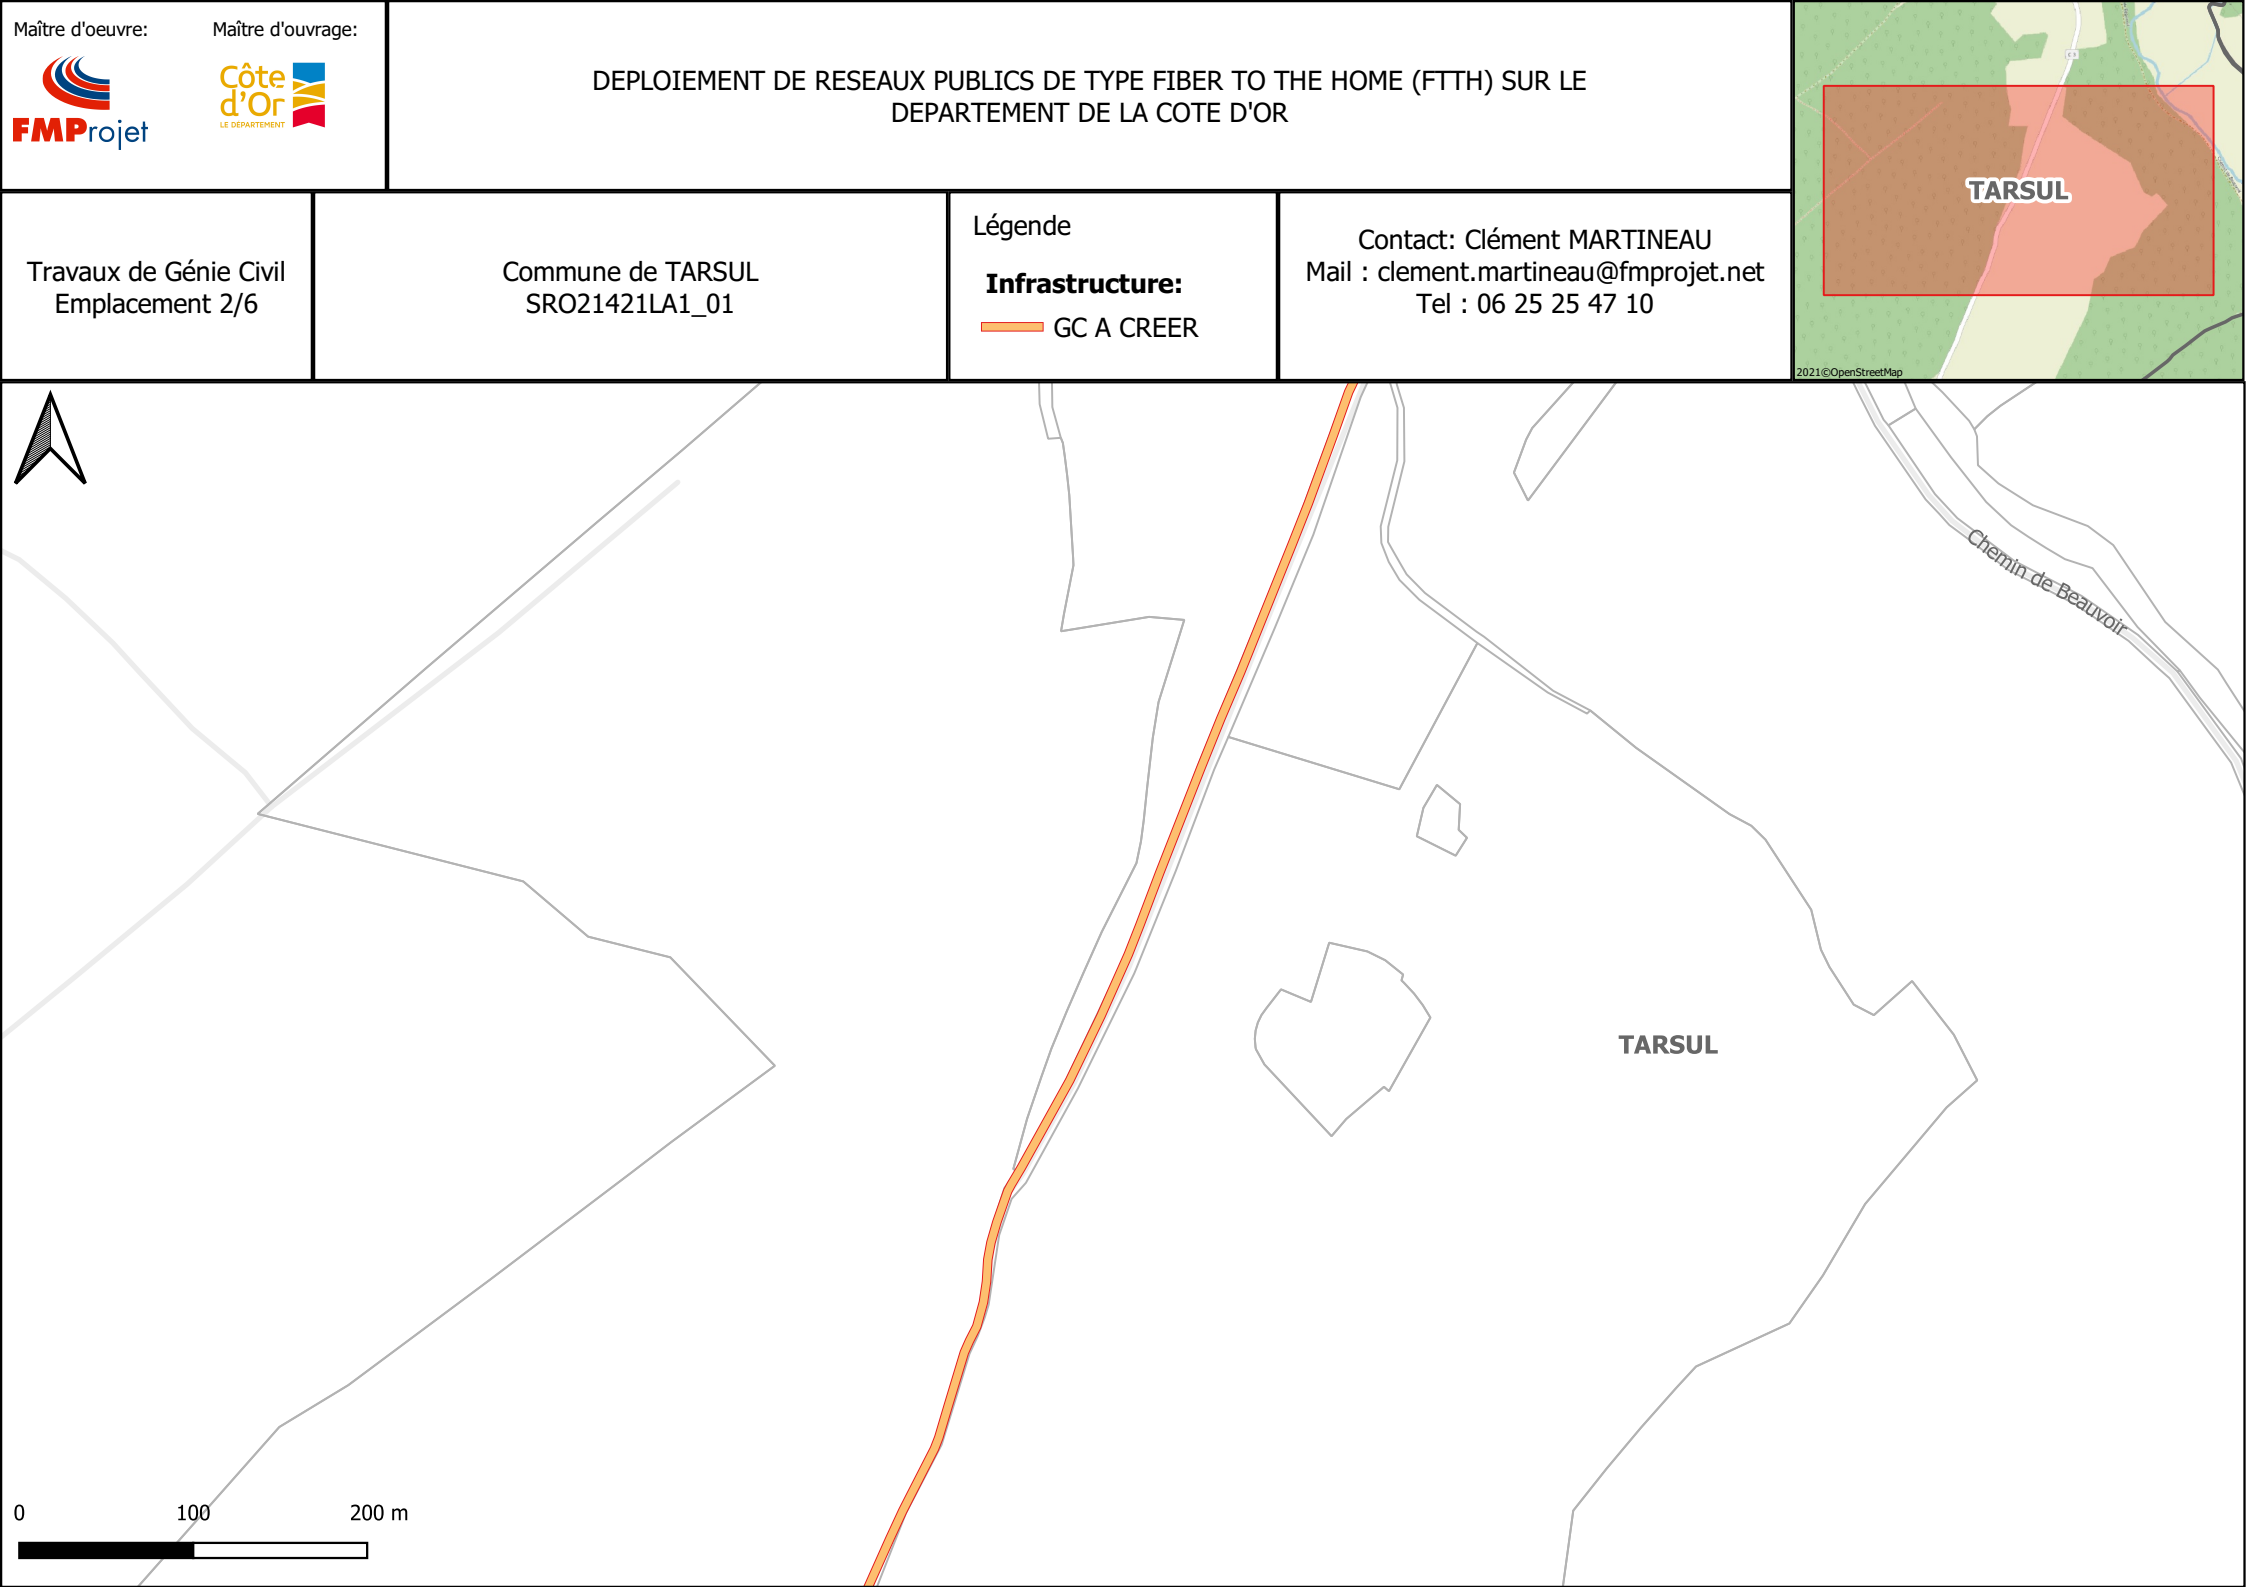 Maître d'oeuvre:
Maître d'ouvrage:
FMProjet
Côte
d'Or
LE DÉPARTEMENT
DEPLOIEMENT DE RESEAUX PUBLICS DE TYPE FIBER TO THE HOME (FTTH) SUR LE
DEPARTEMENT DE LA COTE D'OR
TARSUL
2021©OpenStreetMap
Travaux de Génie Civil
Emplacement 2/6
Commune de TARSUL
SRO21421LA1_01
Légende
Infrastructure:
GC A CREER
Contact: Clément MARTINEAU
Mail : clement.martineau@fmprojet.net
Tel : 06 25 25 47 10
Chemin de Beauvoir
TARSUL
0 100 200 m